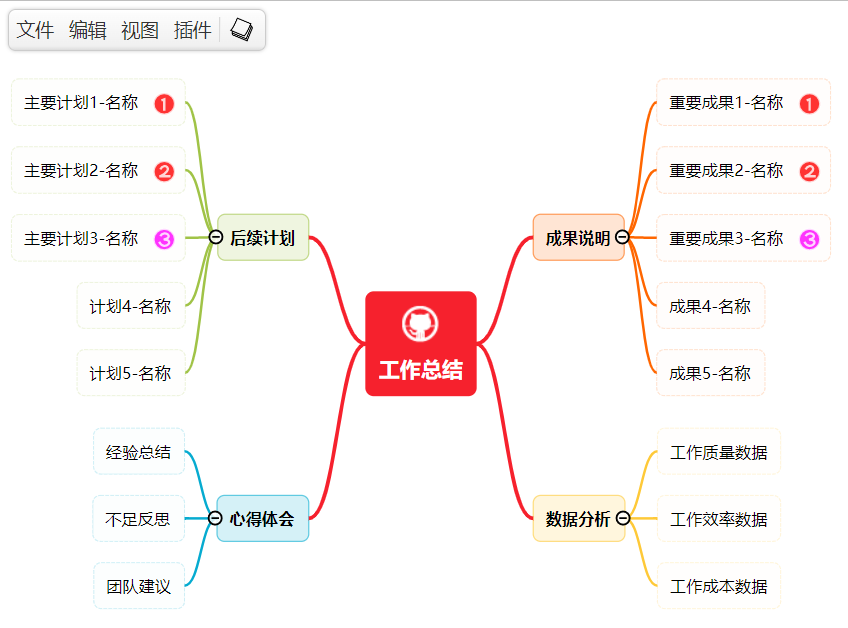 文件 编辑 视图 插件
主要计划1-名称 1
主要计划2-名称 2
主要计划3-名称 3
计划4-名称
计划5-名称
后续计划
经验总结
不足反思
团队建议
心得体会
工作总结
成果说明
重要成果1-名称 1
重要成果2-名称 2
重要成果3-名称 3
成果4-名称
成果5-名称
数据分析
工作质量数据
工作效率数据
工作成本数据